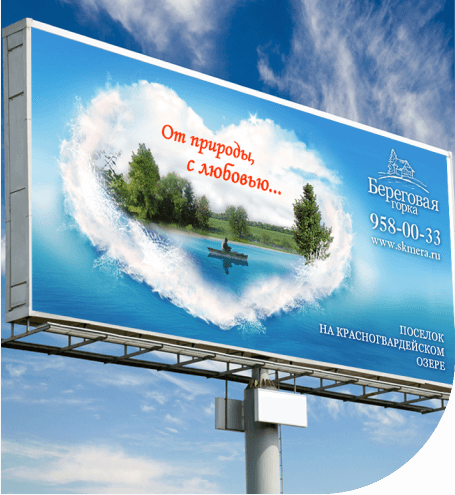 От природы,
с любовью...
Береговая
горка
958-00-33
www.skmera.ru
ПОСЕЛОК
НА КРАСНОГВАРДЕЙСКОМ
ОЗЕРЕ